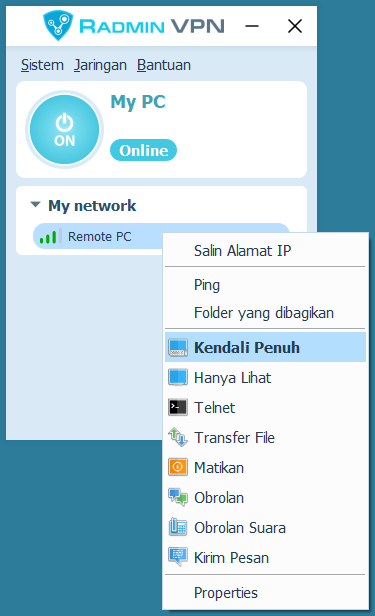 RADMIN VPN
Sistem Jaringan Bantuan
My PC
ON
Online
My network
Remote PC
Salin Alamat IP
Ping
Folder yang dibagikan
Kendali Penuh
Hanya Lihat
Telnet
Transfer File
Matikan
Obrolan
Obrolan Suara
Kirim Pesan
Properties